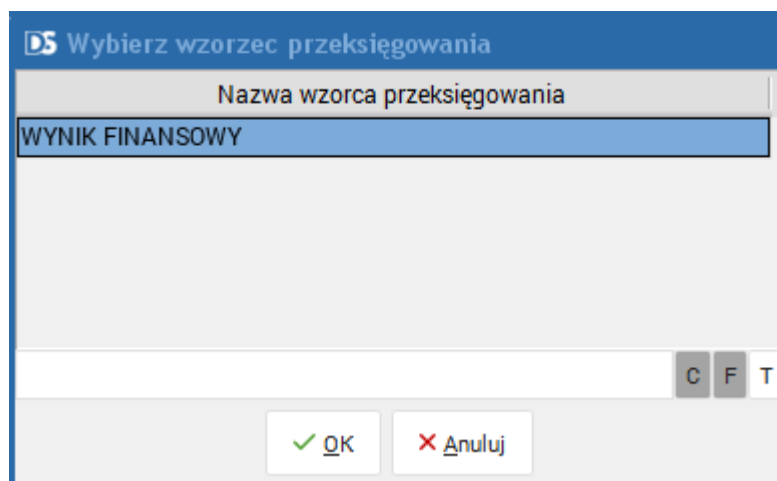 DS Wybierz wzorzec przeksięgowania
Nazwa wzorca przeksięgowania
WYNIK FINANSOWY
C F T
OK Anuluj